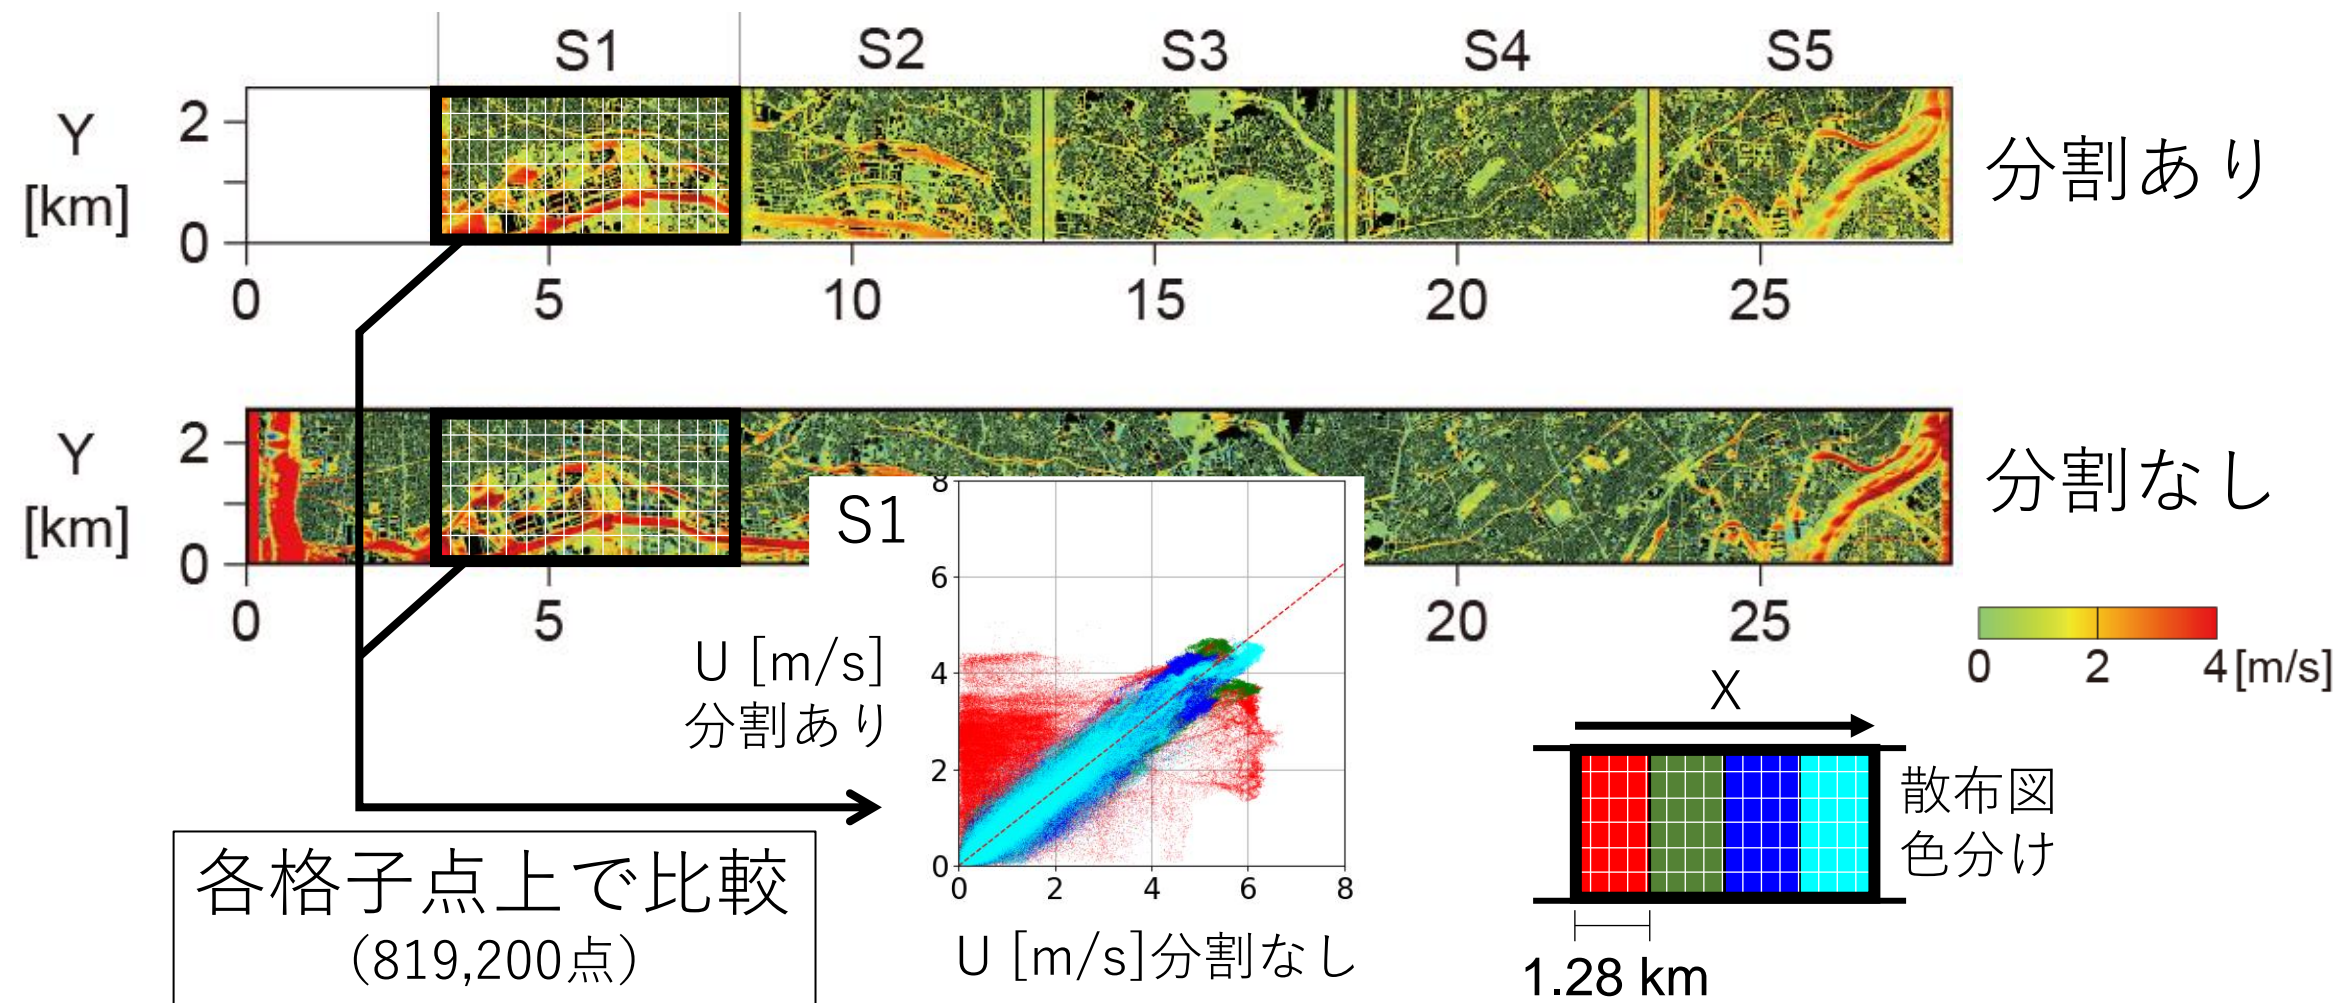 S1 S2 S3 S4 S5
Y
[km]
2
0
分割あり
0 5 10 15 20 25
Y
[km]
2
0
分割なし
0 5 20 25
S1
8
6
4
2
0
0 2 4 6 8
U [m/s]
分割あり
U [m/s]分割なし
0 2 4 [m/s]
X
散布図
色分け
1.28 km
各格子点上で比較
（819,200点）